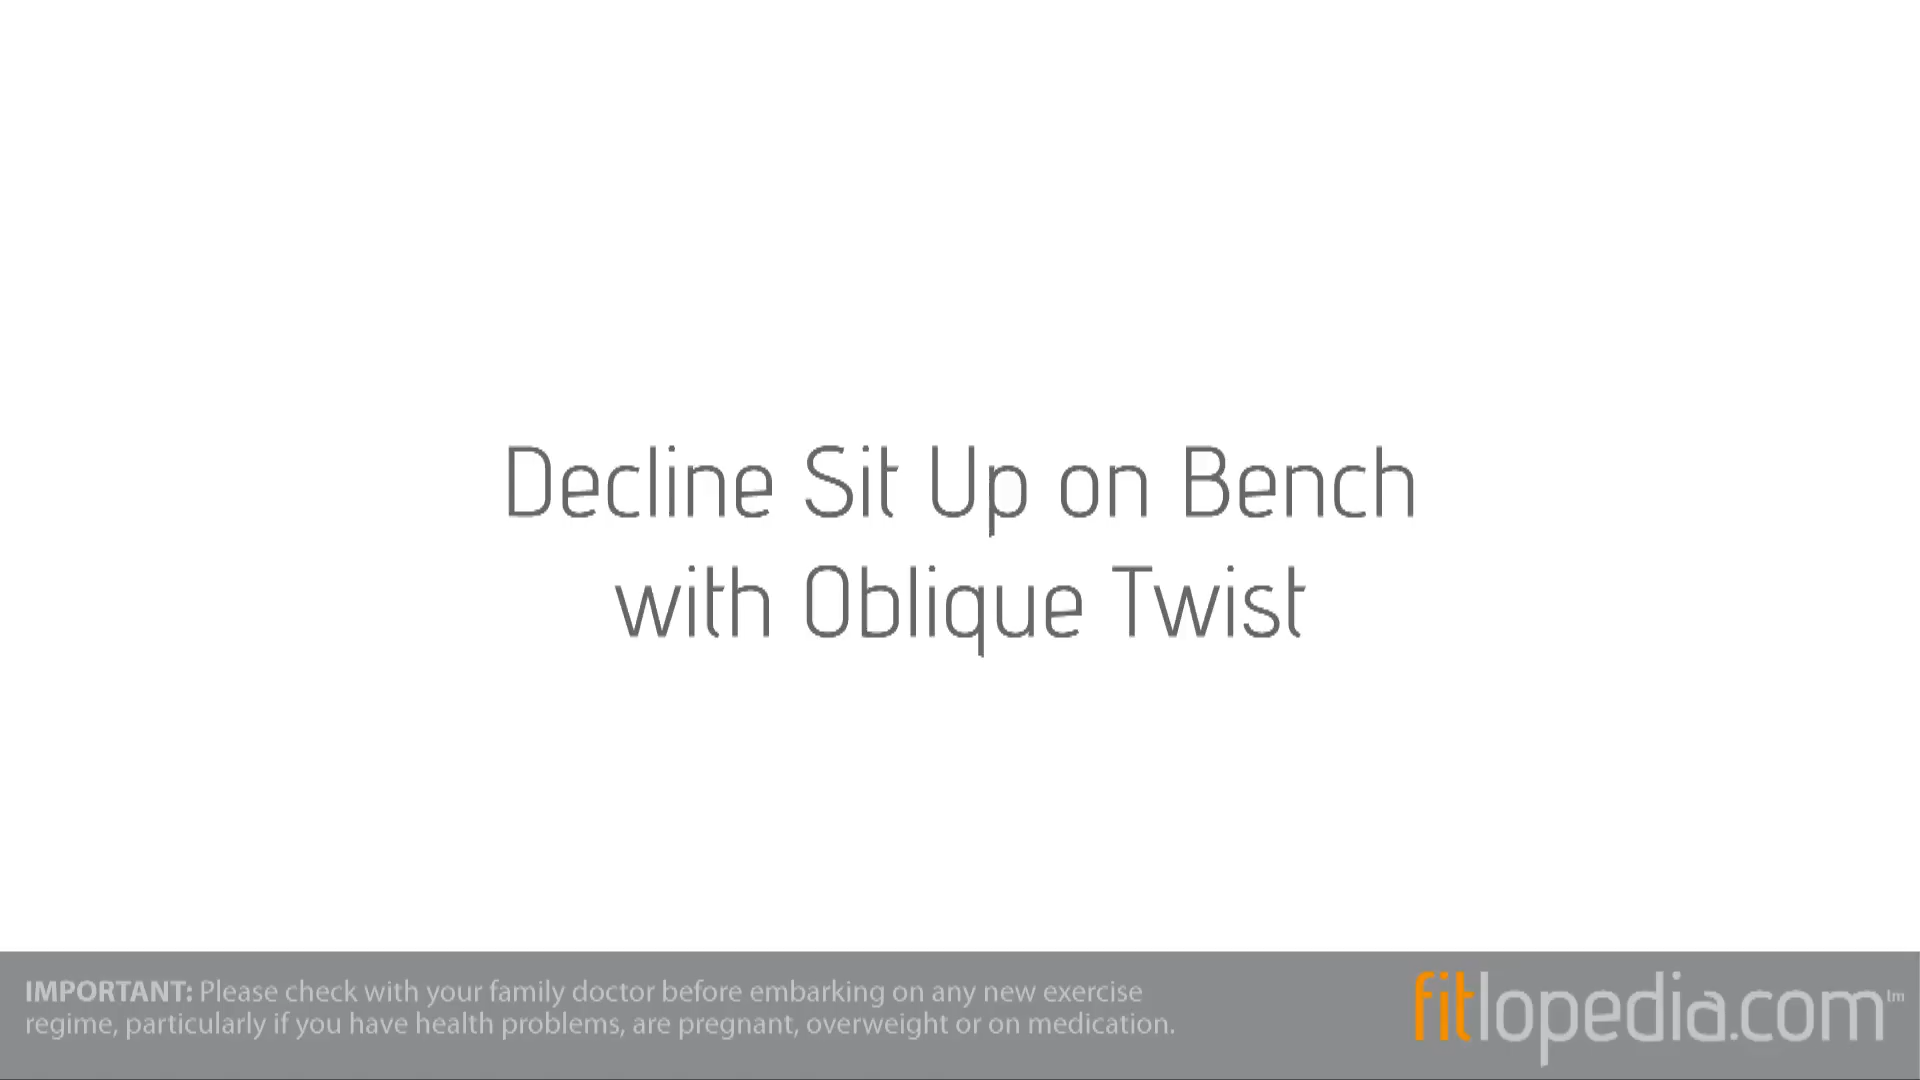 Decline Sit Up on Bench
with Oblique Twist
IMPORTANT: Please check with your family doctor before embarking on any new exercise
regime, particularly if you have health problems, are pregnant, overweight or on medication.
fitlopedia.com™